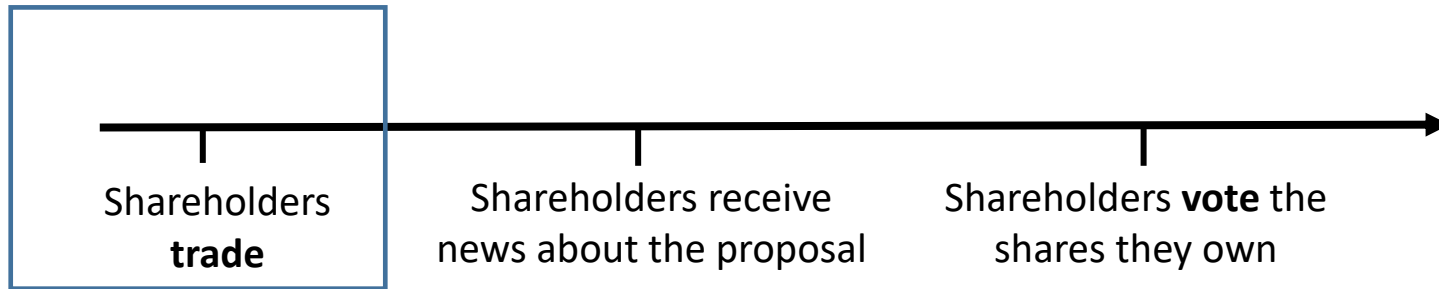 Shareholders
trade
Shareholders receive
news about the proposal
Shareholders vote the
shares they own